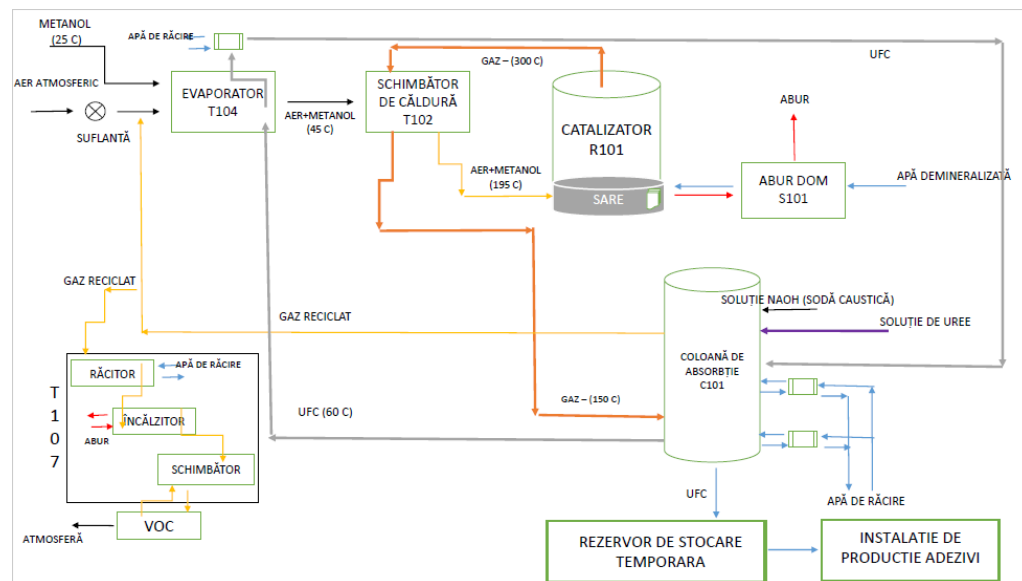 METANOL
(25 C)
APĂ DE RĂCIRE
UFC
GAZ – (300 C)
AER ATMOSFERIC
SUFLANTĂ
EVAPORATOR
T104
AER+METANOL
(45 C)
SCHIMBĂTOR
DE CĂLDURĂ
T102
CATALIZATOR
R101
SARE
AER+METANOL
(195 C)
ABUR
ABUR DOM
S101
APĂ DEMINERALIZATĂ
GAZ RECICLAT
GAZ RECICLAT
SOLUȚIE NAOH (SODĂ CAUSTICĂ)
SOLUȚIE DE UREE
COLOANĂ DE
ABSORBȚIE
C101
GAZ – (150 C)
UFC (60 C)
T
1
0
7
RĂCITOR
APĂ DE RĂCIRE
ÎNCĂLZITOR
ABUR
SCHIMBĂTOR
VOC
ATMOSFERĂ
UFC
APĂ DE RĂCIRE
REZERVOR DE STOCARE
TEMPORARA
INSTALATIE DE
PRODUCTIE ADEZIVI